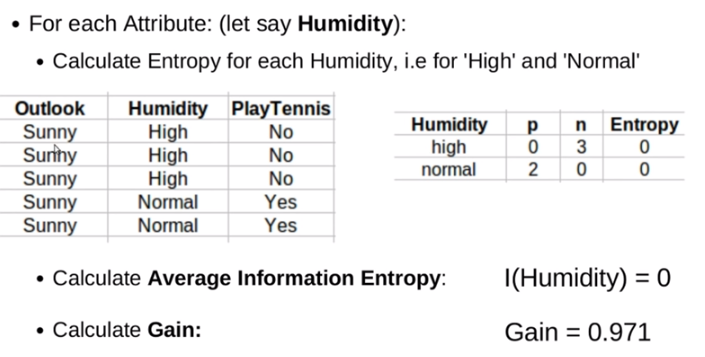 • For each Attribute: (let say Humidity):
• Calculate Entropy for each Humidity, i.e for 'High' and 'Normal'
Outlook Humidity PlayTennis
Sunny High No
Sunny High No
Sunny High No
Sunny Normal Yes
Sunny Normal Yes
Humidity p n Entropy
high 0 3 0
normal 2 0 0
• Calculate Average Information Entropy: I(Humidity) = 0
• Calculate Gain: Gain = 0.971